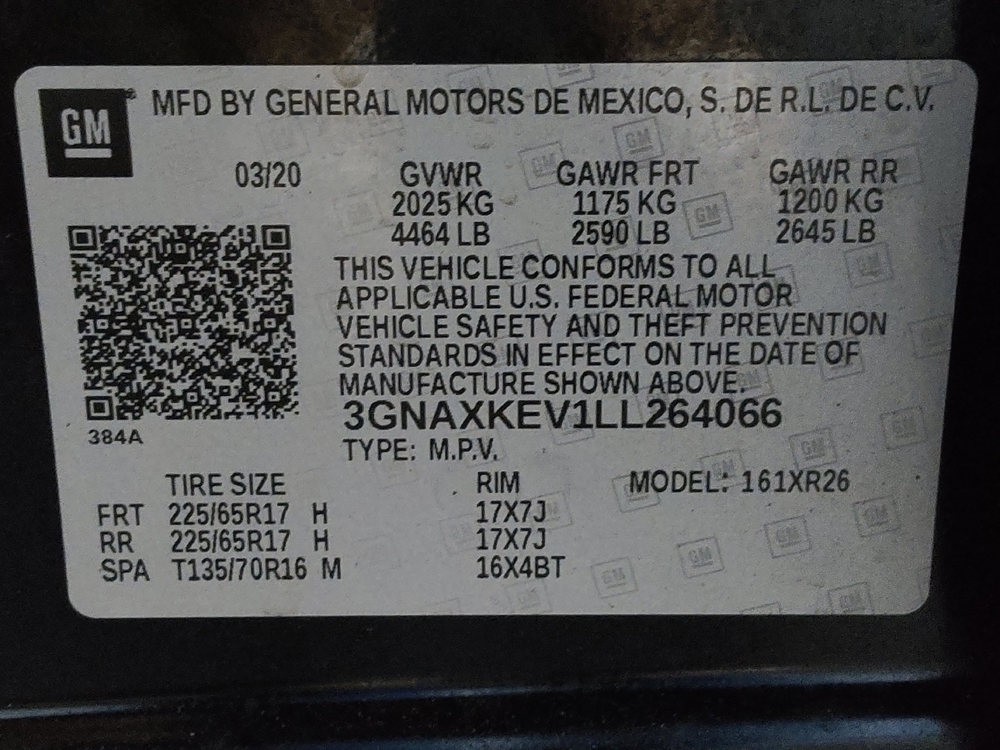 GM ® MFD BY GENERAL MOTORS DE MEXICO, S. DE R.L. DE C.V.
03/20 GVWR GAWR FRT GAWR RR
2025 KG 1175 KG 1200 KG
4464 LB 2590 LB 2645 LB
THIS VEHICLE CONFORMS TO ALL
APPLICABLE U.S. FEDERAL MOTOR
VEHICLE SAFETY AND THEFT PREVENTION
STANDARDS IN EFFECT ON THE DATE OF
MANUFACTURE SHOWN ABOVE.
3GNAXKEV1LL264066
384A
TYPE: M.P.V.
TIRE SIZE RIM MODEL: 161XR26
FRT 225/65R17 H 17X7J
RR 225/65R17 H 17X7J
SPA T135/70R16 M 16X4BT